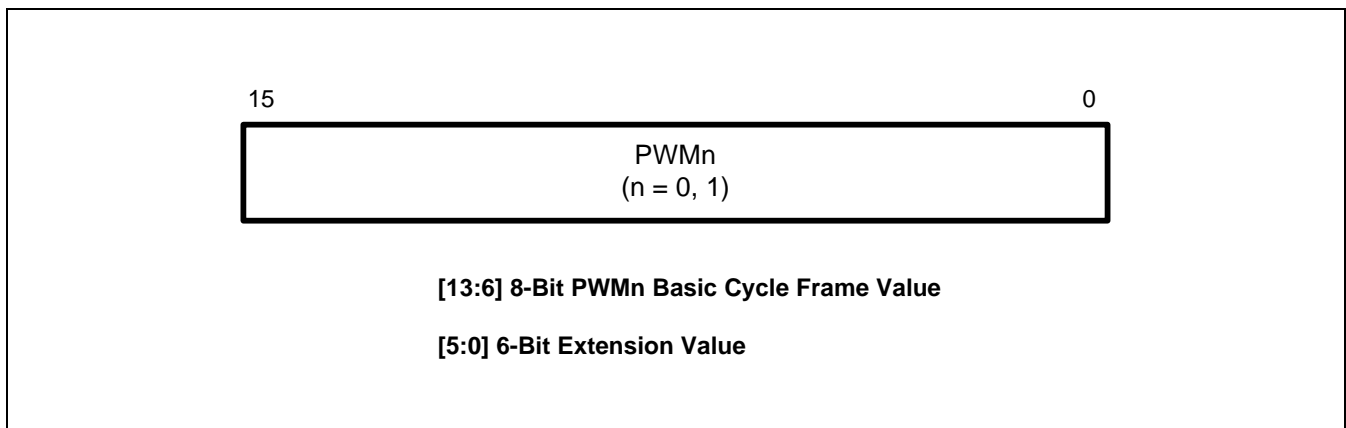 15 0
PWMn
(n = 0, 1)
[13:6] 8-Bit PWMn Basic Cycle Frame Value
[5:0] 6-Bit Extension Value